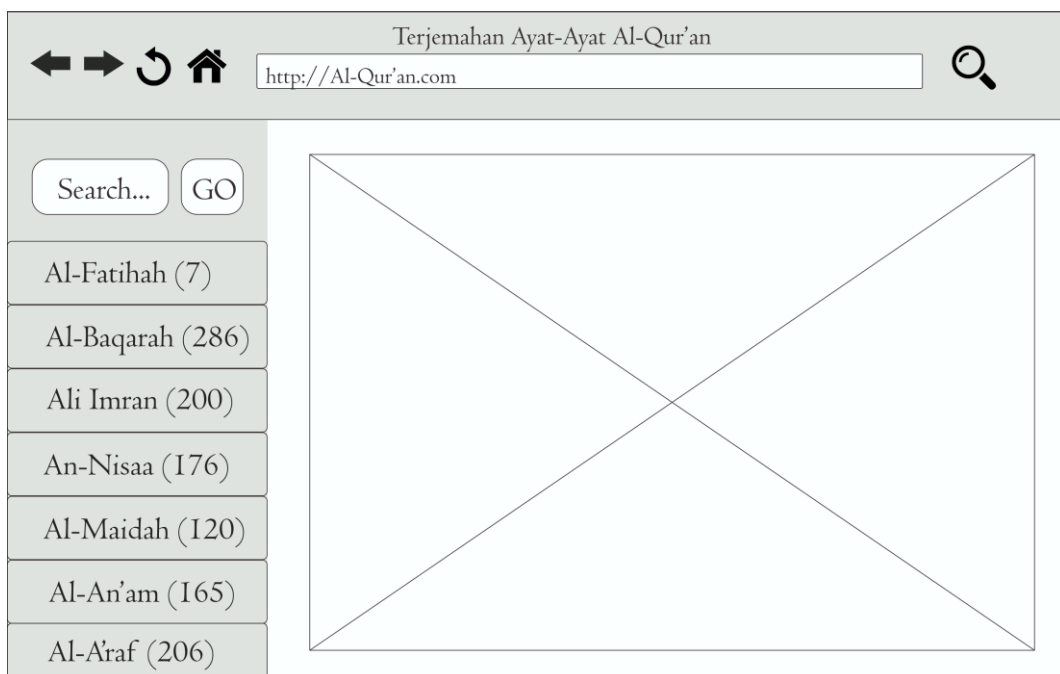 Terjemahan Ayat-Ayat Al-Qur'an
http://Al-Qur'an.com
Search... GO
Al-Fatihah (7)
Al-Baqarah (286)
Ali Imran (200)
An-Nisaa (176)
Al-Maidah (120)
Al-An'am (165)
Al-A'raf (206)